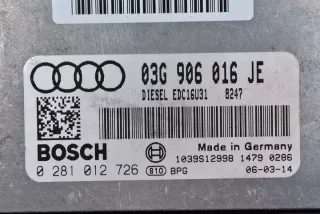 03G 906 016 JE
DIESEL EDC16U31 8247
BOSCH
Made in Germany
1039S12998 1479 0286
0 281 012 726
810 BPG
06-03-14